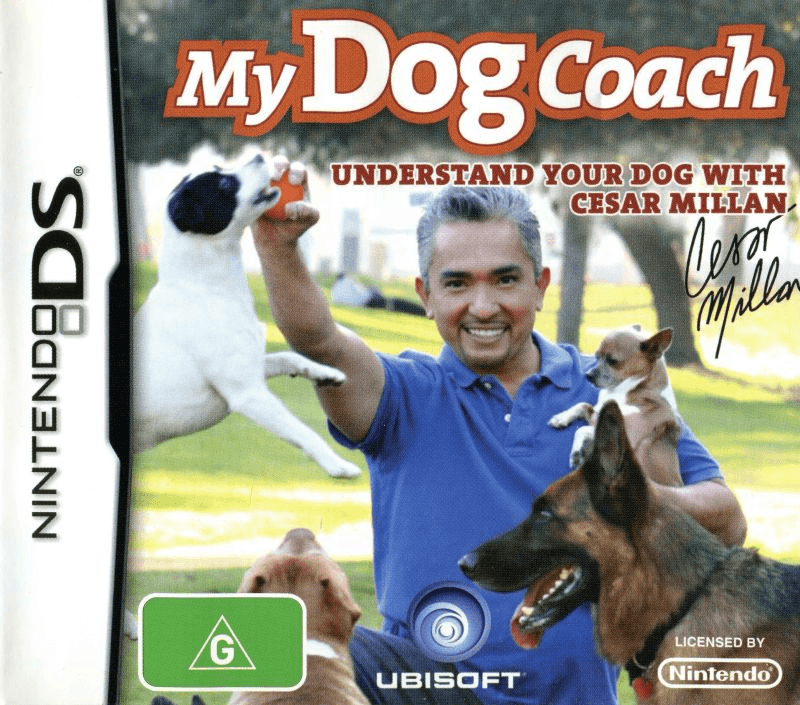 My Dog Coach
UNDERSTAND YOUR DOG WITH
CESAR MILLAN
Cesar
Millan
NINTENDO DS®
G
UBISOFT
LICENSED BY
Nintendo®